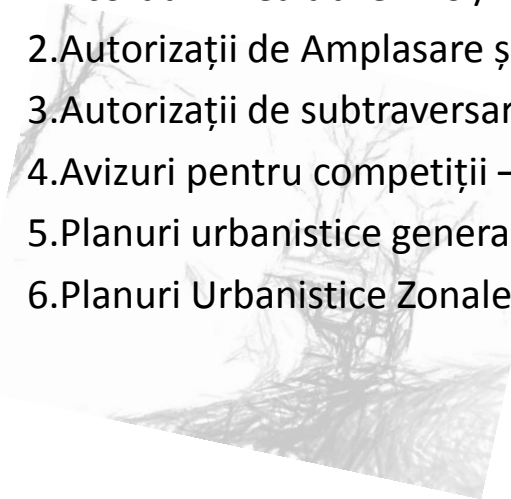 2.Autorizații de Amplasare ș
3.Autorizații de subtraversar
4.Avizuri pentru competiții –
5.Planuri urbanistice genera
6.Planuri Urbanistice Zonale